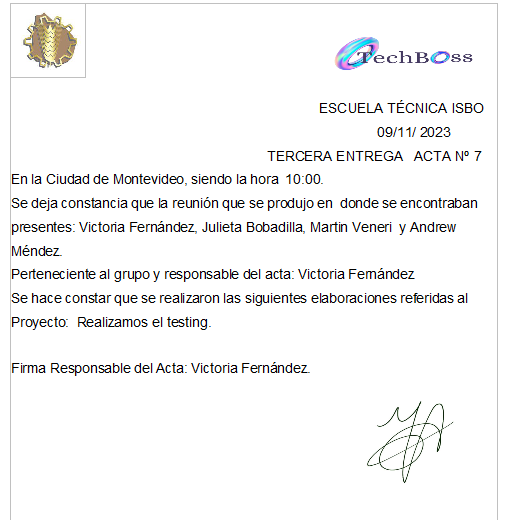 TechBoss
ESCUELA TÉCNICA ISBO
09/11/ 2023
TERCERA ENTREGA   ACTA Nº 7
En la Ciudad de Montevideo, siendo la hora 10:00.
Se deja constancia que la reunión que se produjo en  donde se encontraban
presentes: Victoria Fernández, Julieta Bobadilla, Martin Veneri  y Andrew
Méndez.
Perteneciente al grupo y responsable del acta: Victoria Fernández
Se hace constar que se realizaron las siguientes elaboraciones referidas al
Proyecto:  Realizamos el testing.
Firma Responsable del Acta: Victoria Fernández.